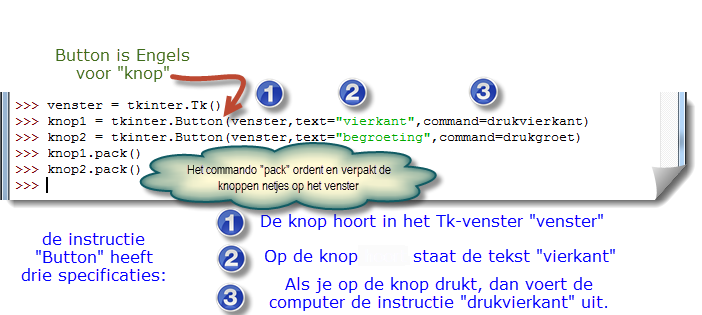 Button is Engels
voor "knop"
1 2 3
>>> venster = tkinter.Tk()
>>> knop1 = tkinter.Button(venster,text="vierkant",command=drukvierkant)
>>> knop2 = tkinter.Button(venster,text="begroeting",command=drukgroet)
>>> knop1.pack()
>>> knop2.pack()
>>>
Het commando "pack" ordent en verpakt de
knoppen netjes op het venster
de instructie
"Button" heeft
drie specificaties:
1 De knop hoort in het Tk-venster "venster"
2 Op de knop staat de tekst "vierkant"
3 Als je op de knop drukt, dan voert de
computer de instructie "drukvierkant" uit.